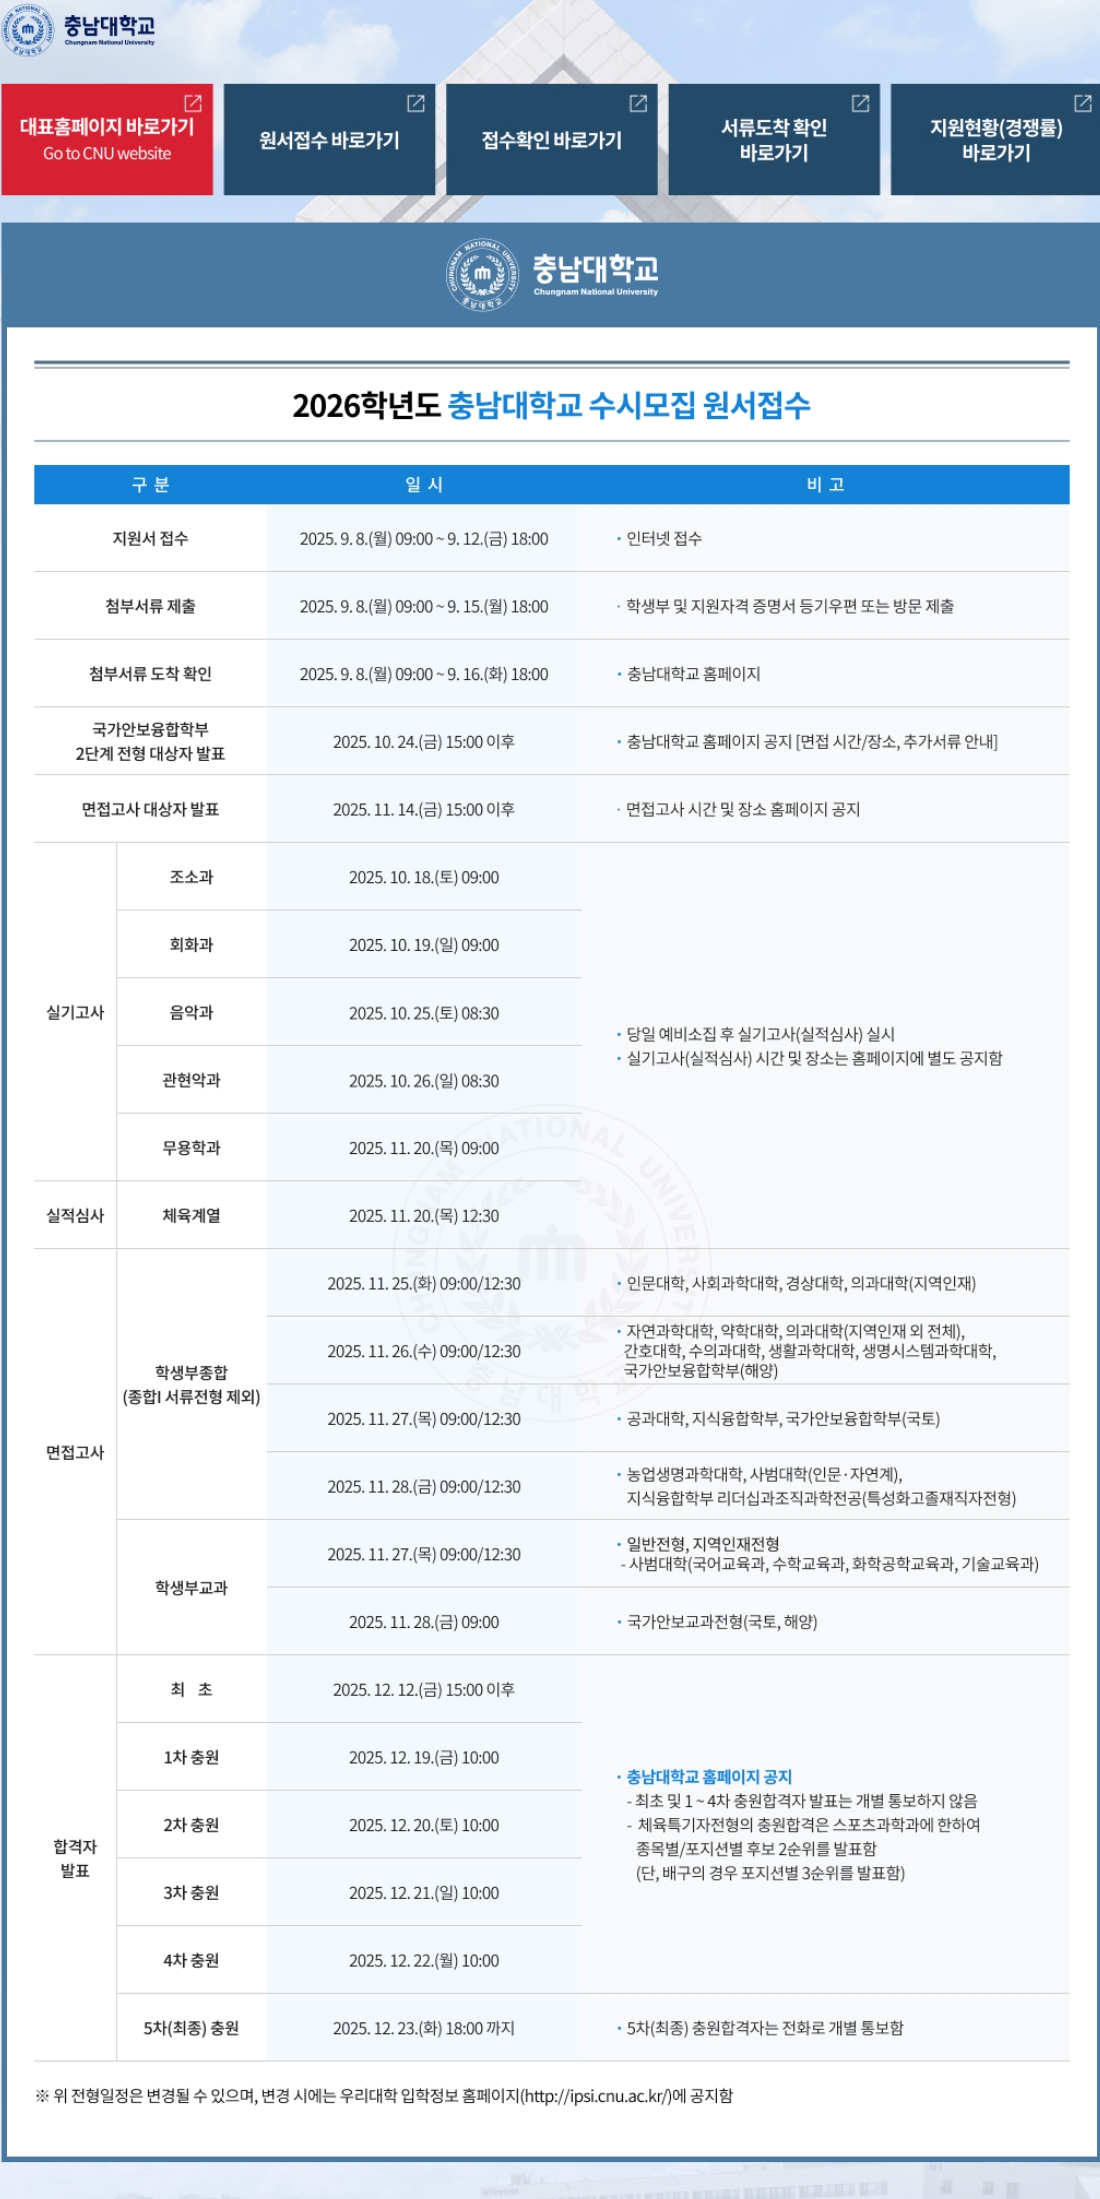 충남대학교
Chungnam National University
대표홈페이지 바로가기
Go to CNU website
원서접수 바로가기
접수확인 바로가기
서류도착 확인
바로가기
지원현황(경쟁률)
바로가기
CHUNGNAM NATIONAL UNIVERSITY
충남대학교
충남대학교
Chungnam National University
2026학년도 충남대학교 수시모집 원서접수
구 분 일 시 비 고
지원서 접수 2025. 9. 8.(월) 09:00 ~ 9. 12.(금) 18:00 · 인터넷 접수
첨부서류 제출 2025. 9. 8.(월) 09:00 ~ 9. 15.(월) 18:00 · 학생부 및 지원자격 증명서 등기우편 또는 방문 제출
첨부서류 도착 확인 2025. 9. 8.(월) 09:00 ~ 9. 16.(화) 18:00 · 충남대학교 홈페이지
국가안보융합학부
2단계 전형 대상자 발표 2025. 10. 24.(금) 15:00 이후 · 충남대학교 홈페이지 공지 [면접 시간/장소, 추가서류 안내]
면접고사 대상자 발표 2025. 11. 14.(금) 15:00 이후 · 면접고사 시간 및 장소 홈페이지 공지
실기고사
조소과 2025. 10. 18.(토) 09:00
회화과 2025. 10. 19.(일) 09:00
음악과 2025. 10. 25.(토) 08:30
관현악과 2025. 10. 26.(일) 08:30
무용학과 2025. 11. 20.(목) 09:00
실적심사 체육계열 2025. 11. 20.(목) 12:30
· 당일 예비소집 후 실기고사(실적심사) 실시
· 실기고사(실적심사) 시간 및 장소는 홈페이지에 별도 공지함
면접고사
학생부종합
(종합I 서류전형 제외)
2025. 11. 25.(화) 09:00/12:30 · 인문대학, 사회과학대학, 경상대학, 의과대학(지역인재)
2025. 11. 26.(수) 09:00/12:30 · 자연과학대학, 약학대학, 의과대학(지역인재 외 전체),
간호대학, 수의과대학, 생활과학대학, 생명시스템과학대학,
국가안보융합학부(해양)
2025. 11. 27.(목) 09:00/12:30 · 공과대학, 지식융합학부, 국가안보융합학부(국토)
2025. 11. 28.(금) 09:00/12:30 · 농업생명과학대학, 사범대학(인문·자연계),
지식융합학부 리더십과조직과학전공(특성화고졸재직자전형)
학생부교과
2025. 11. 27.(목) 09:00/12:30 · 일반전형, 지역인재전형
- 사범대학(국어교육과, 수학교육과, 화학공학교육과, 기술교육과)
2025. 11. 28.(금) 09:00 · 국가안보교과전형(국토, 해양)
합격자
발표
최 초 2025. 12. 12.(금) 15:00 이후
1차 충원 2025. 12. 19.(금) 10:00
2차 충원 2025. 12. 20.(토) 10:00
3차 충원 2025. 12. 21.(일) 10:00
4차 충원 2025. 12. 22.(월) 10:00
· 충남대학교 홈페이지 공지
- 최초 및 1 ~ 4차 충원합격자 발표는 개별 통보하지 않음
- 체육특기자전형의 충원합격은 스포츠과학과에 한하여
종목별/포지션별 후보 2순위를 발표함
(단, 배구의 경우 포지션별 3순위를 발표함)
5차(최종) 충원 2025. 12. 23.(화) 18:00 까지 · 5차(최종) 충원합격자는 전화로 개별 통보함
CHUNGNAM NATIONAL UNIVERSITY
충남대학교
※ 위 전형일정은 변경될 수 있으며, 변경 시에는 우리대학 입학정보 홈페이지(http://ipsi.cnu.ac.kr/)에 공지함